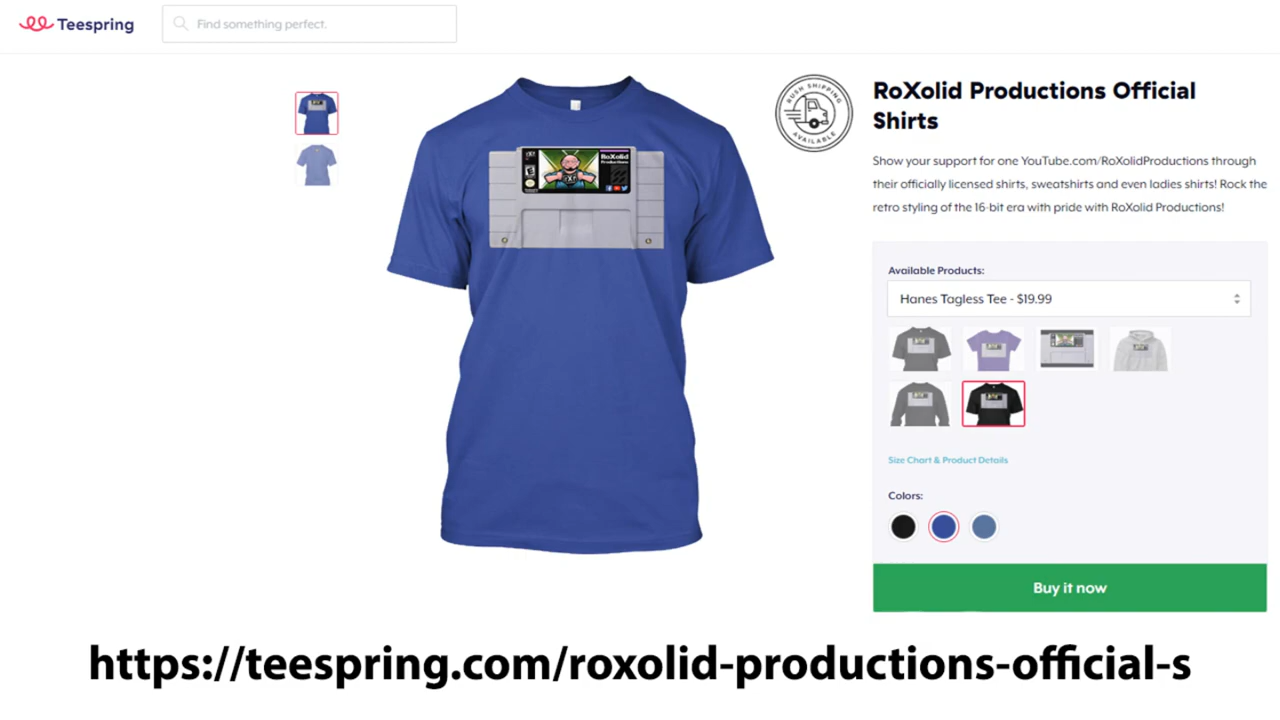 Teespring
Find something perfect.
RUSH SHIPPING
AVAILABLE
RoXolid Productions Official
Shirts
Show your support for one YouTube.com/RoXolidProductions through
their officially licensed shirts, sweatshirts and even ladies shirts! Rock the
retro styling of the 16-bit era with pride with RoXolid Productions!
RoXolid
Productions
Available Products:
Hanes Tagless Tee - $19.99
Size Chart & Product Details
Colors:
Buy it now
https://teespring.com/roxolid-productions-official-s